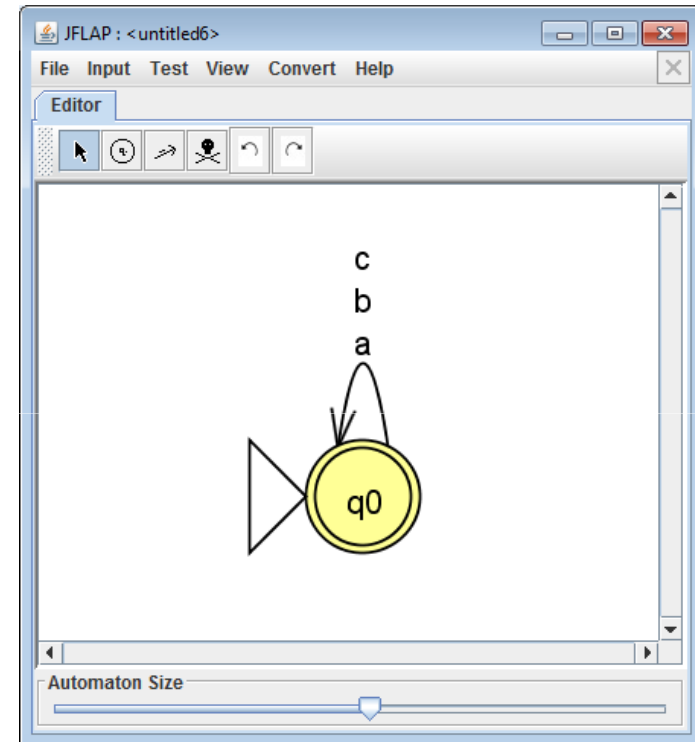 JFLAP : <untitled6>
File Input Test View Convert Help
Editor
c
b
a
q0
Automaton Size